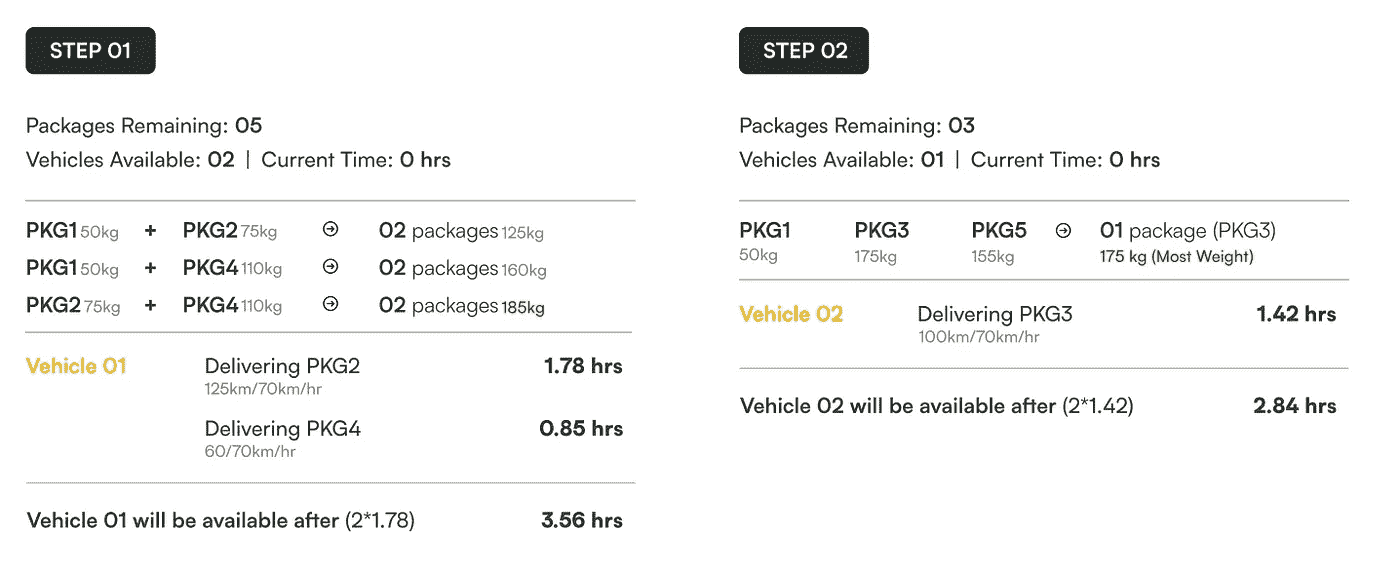 STEP 01
Packages Remaining: 05
Vehicles Available: 02 | Current Time: 0 hrs
PKG1 50kg + PKG2 75kg → 02 packages 125kg
PKG1 50kg + PKG4 110kg → 02 packages 160kg
PKG2 75kg + PKG4 110kg → 02 packages 185kg
Vehicle 01 Delivering PKG2 1.78 hrs
125km/70km/hr
Delivering PKG4 0.85 hrs
60/70km/hr
Vehicle 01 will be available after (2*1.78) 3.56 hrs
STEP 02
Packages Remaining: 03
Vehicles Available: 01 | Current Time: 0 hrs
PKG1 PKG3 PKG5 → 01 package (PKG3)
50kg 175kg 155kg 175 kg (Most Weight)
Vehicle 02 Delivering PKG3 1.42 hrs
100km/70km/hr
Vehicle 02 will be available after (2*1.42) 2.84 hrs